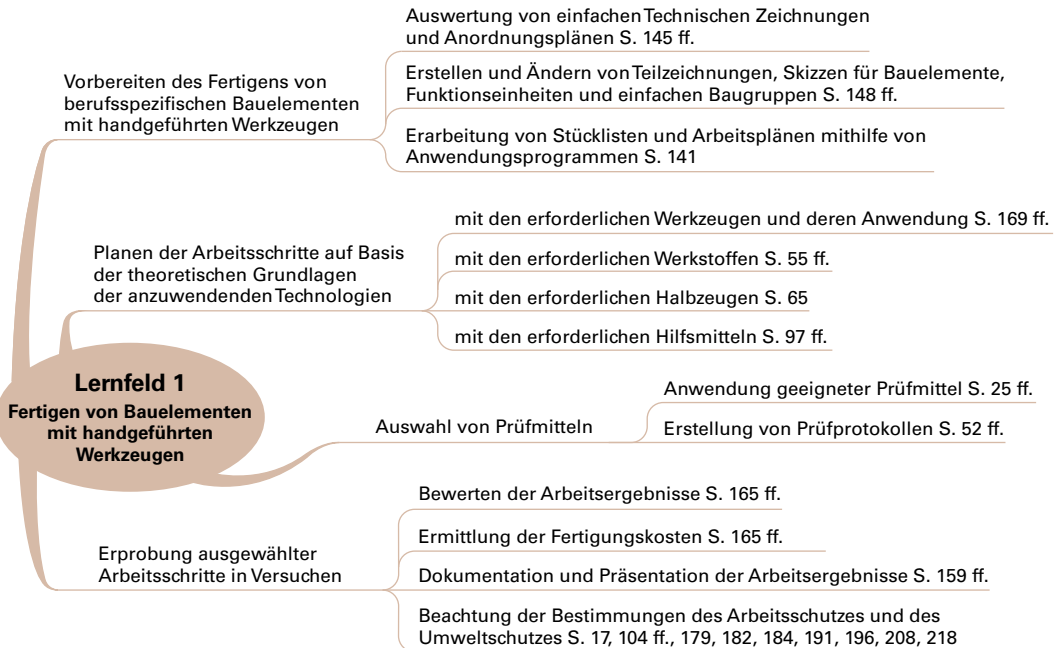 Auswertung von einfachen Technischen Zeichnungen
und Anordnungsplänen S. 145 ff.
Vorbereiten des Fertigens von
berufsspezifischen Bauelementen
mit handgeführten Werkzeugen
Erstellen und Ändern von Teilzeichnungen, Skizzen für Bauelemente,
Funktionseinheiten und einfachen Baugruppen S. 148 ff.
Erarbeitung von Stücklisten und Arbeitsplänen mithilfe von
Anwendungsprogrammen S. 141
Planen der Arbeitsschritte auf Basis
der theoretischen Grundlagen
der anzuwendenden Technologien
mit den erforderlichen Werkzeugen und deren Anwendung S. 169 ff.
mit den erforderlichen Werkstoffen S. 55 ff.
mit den erforderlichen Halbzeugen S. 65
mit den erforderlichen Hilfsmitteln S. 97 ff.
Lernfeld 1
Fertigen von Bauelementen
mit handgeführten
Werkzeugen
Auswahl von Prüfmitteln
Anwendung geeigneter Prüfmittel S. 25 ff.
Erstellung von Prüfprotokollen S. 52 ff.
Erprobung ausgewählter
Arbeitsschritte in Versuchen
Bewerten der Arbeitsergebnisse S. 165 ff.
Ermittlung der Fertigungskosten S. 165 ff.
Dokumentation und Präsentation der Arbeitsergebnisse S. 159 ff.
Beachtung der Bestimmungen des Arbeitsschutzes und des
Umweltschutzes S. 17, 104 ff., 179, 182, 184, 191, 196, 208, 218